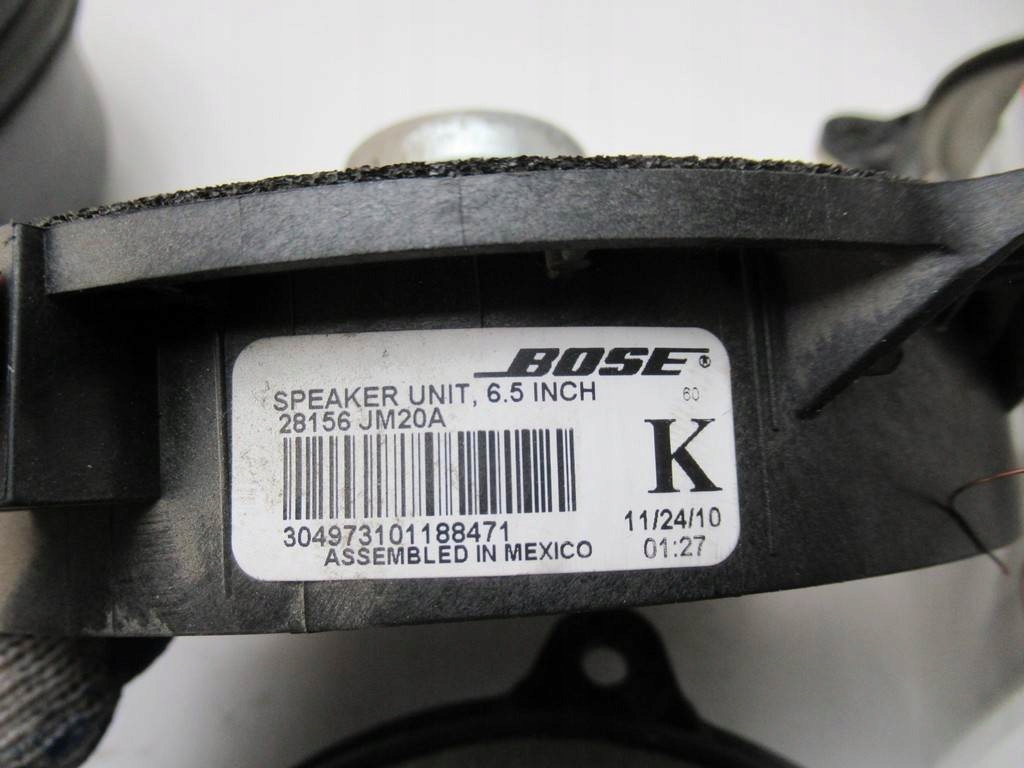 BOSE®
SPEAKER UNIT, 6.5 INCH
60
28156 JM20A
K
304973101188471
11/24/10
ASSEMBLED IN MEXICO
01:27